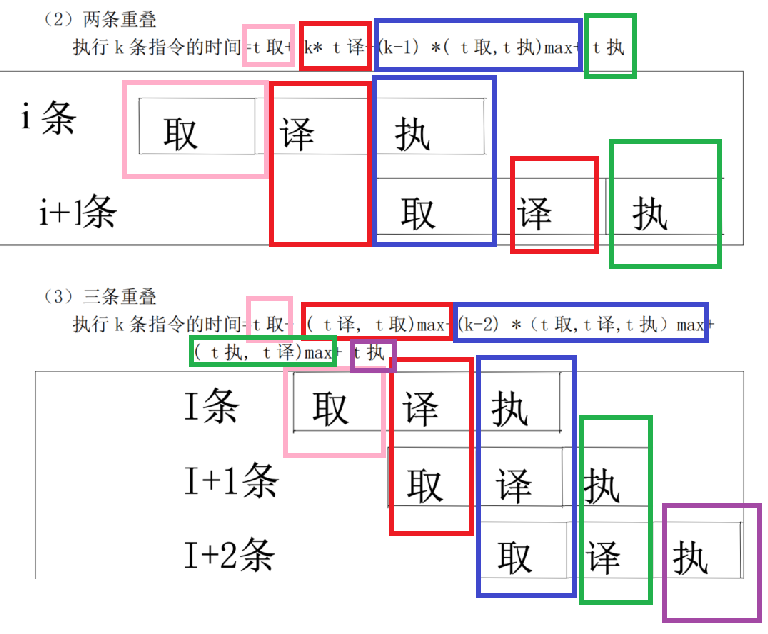 （2）两条重叠
执行 k 条指令的时间=t 取+ k* t 译+(k-1) *( t 取,t 执)max+ t 执
i条 取 译 执
i+1条 取 译 执
（3）三条重叠
执行 k 条指令的时间=t 取+ ( t 译, t 取)max+(k-2) *（t 取,t 译,t 执）max+
( t 执, t 译)max+ t 执
I条 取 译 执
I+1条 取 译 执
I+2条 取 译 执